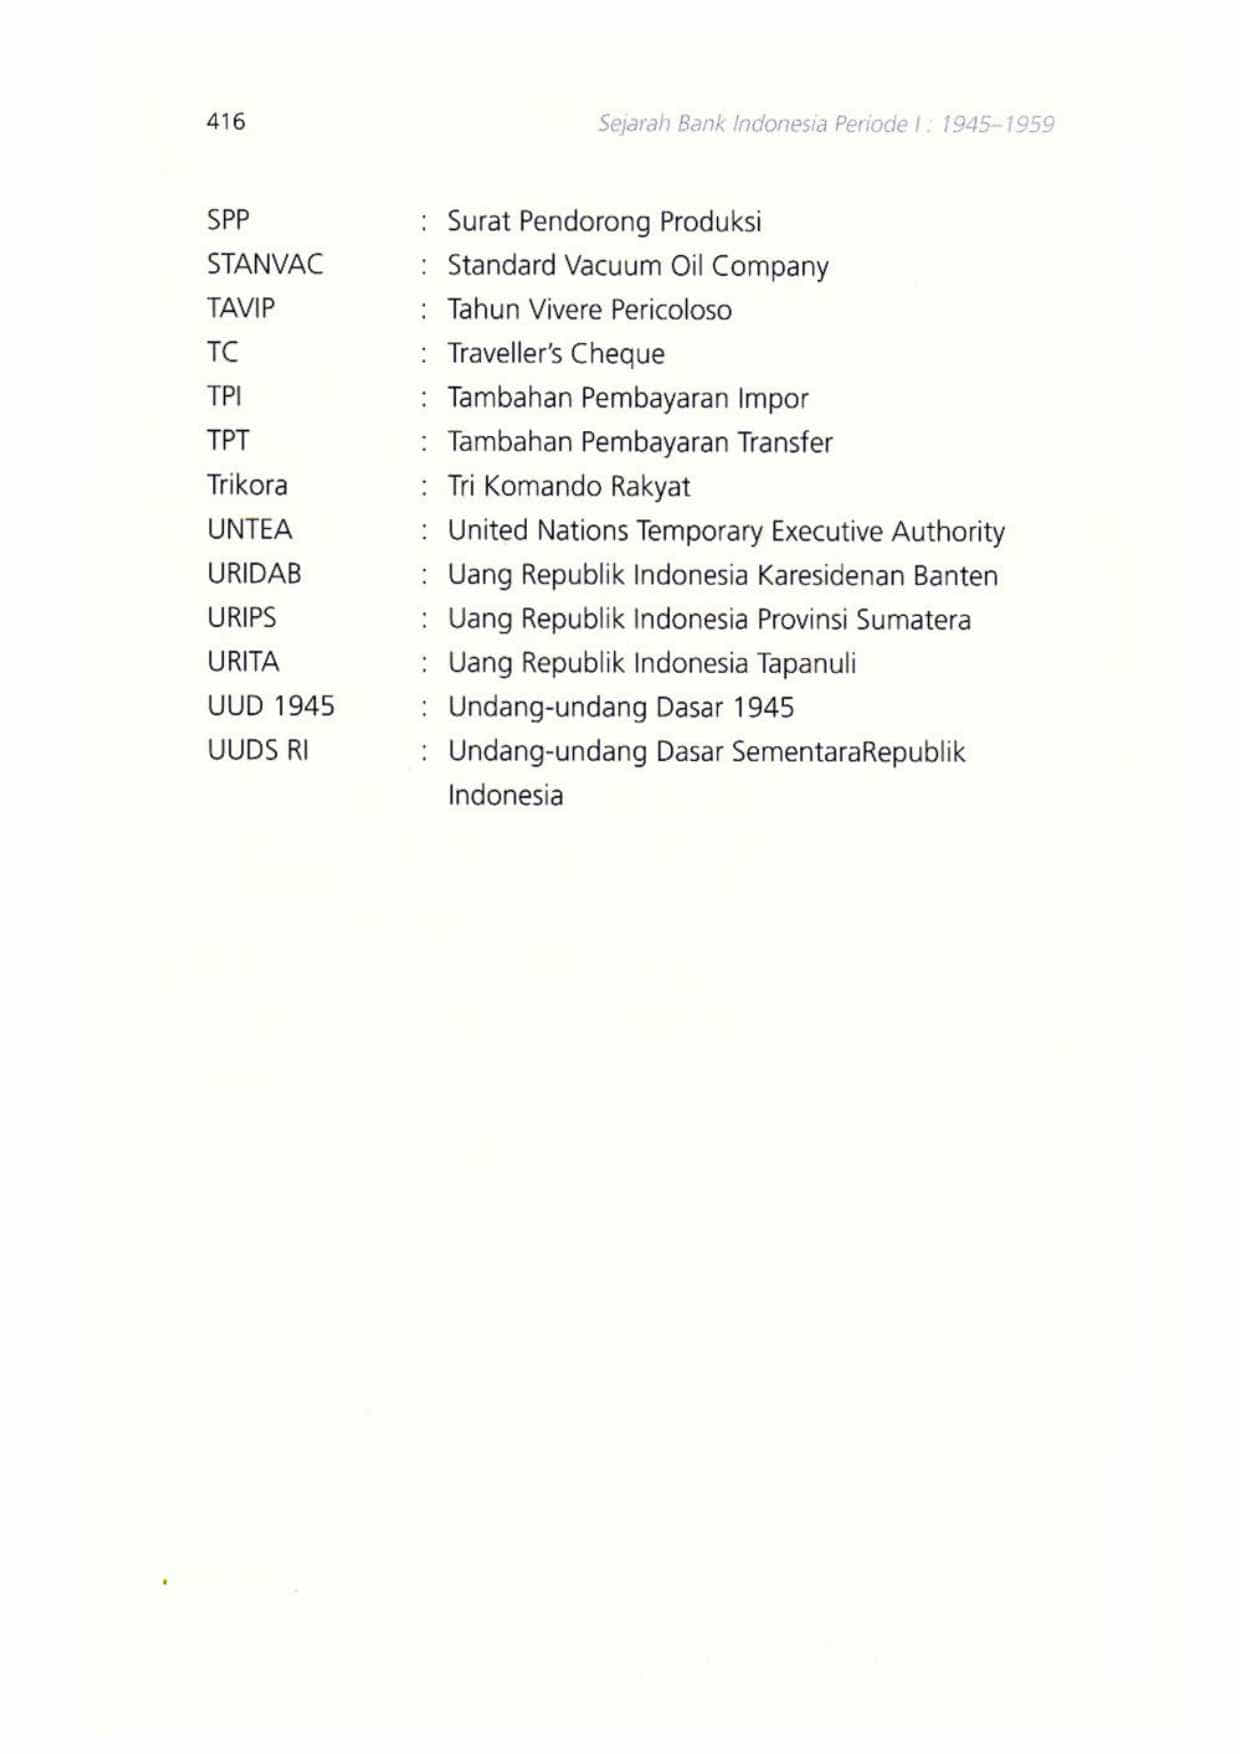 416 Sejarah Bank Indonesia Periode I : 1945–1959
SPP : Surat Pendorong Produksi
STANVAC : Standard Vacuum Oil Company
TAVIP : Tahun Vivere Pericoloso
TC : Traveller's Cheque
TPI : Tambahan Pembayaran Impor
TPT : Tambahan Pembayaran Transfer
Trikora : Tri Komando Rakyat
UNTEA : United Nations Temporary Executive Authority
URIDAB : Uang Republik Indonesia Karesidenan Banten
URIPS : Uang Republik Indonesia Provinsi Sumatera
URITA : Uang Republik Indonesia Tapanuli
UUD 1945 : Undang-undang Dasar 1945
UUDS RI : Undang-undang Dasar SementaraRepublik
Indonesia